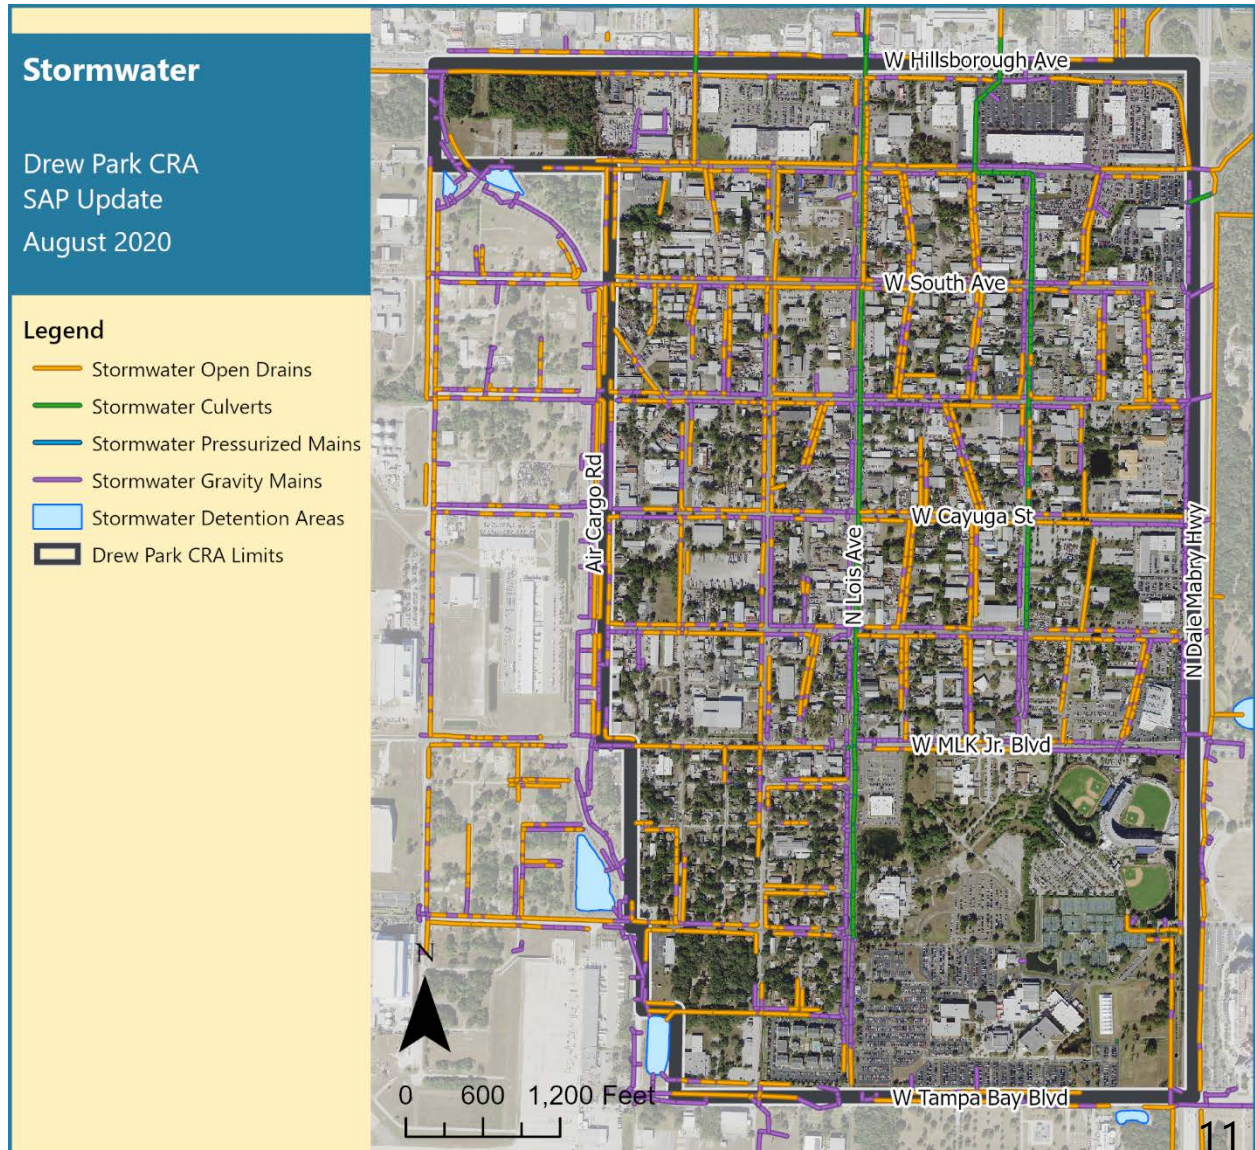 Stormwater
Drew Park CRA
SAP Update
August 2020
Legend
Stormwater Open Drains
Stormwater Culverts
Stormwater Pressurized Mains
Stormwater Gravity Mains
Stormwater Detention Areas
Drew Park CRA Limits
W Hillsborough Ave
W South Ave
Air Cargo Rd
N Lois Ave
W Cayuga St
N Dale Mabry Hwy
W MLK Jr. Blvd
W Tampa Bay Blvd
N
0 600 1,200 Feet
11